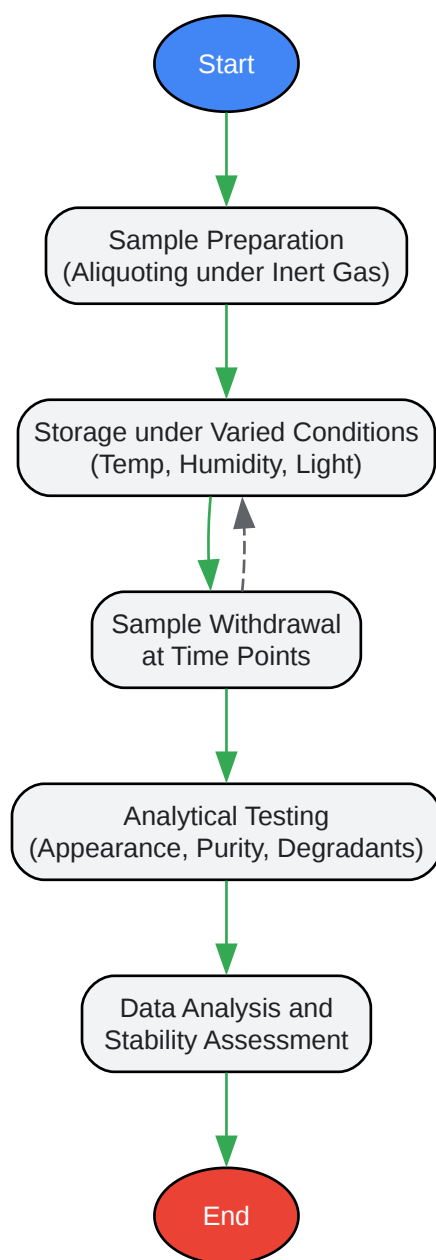 Start
Sample Preparation
(Aliquoting under Inert Gas)
Storage under Varied Conditions
(Temp, Humidity, Light)
Sample Withdrawal
at Time Points
Analytical Testing
(Appearance, Purity, Degradants)
Data Analysis and
Stability Assessment
End